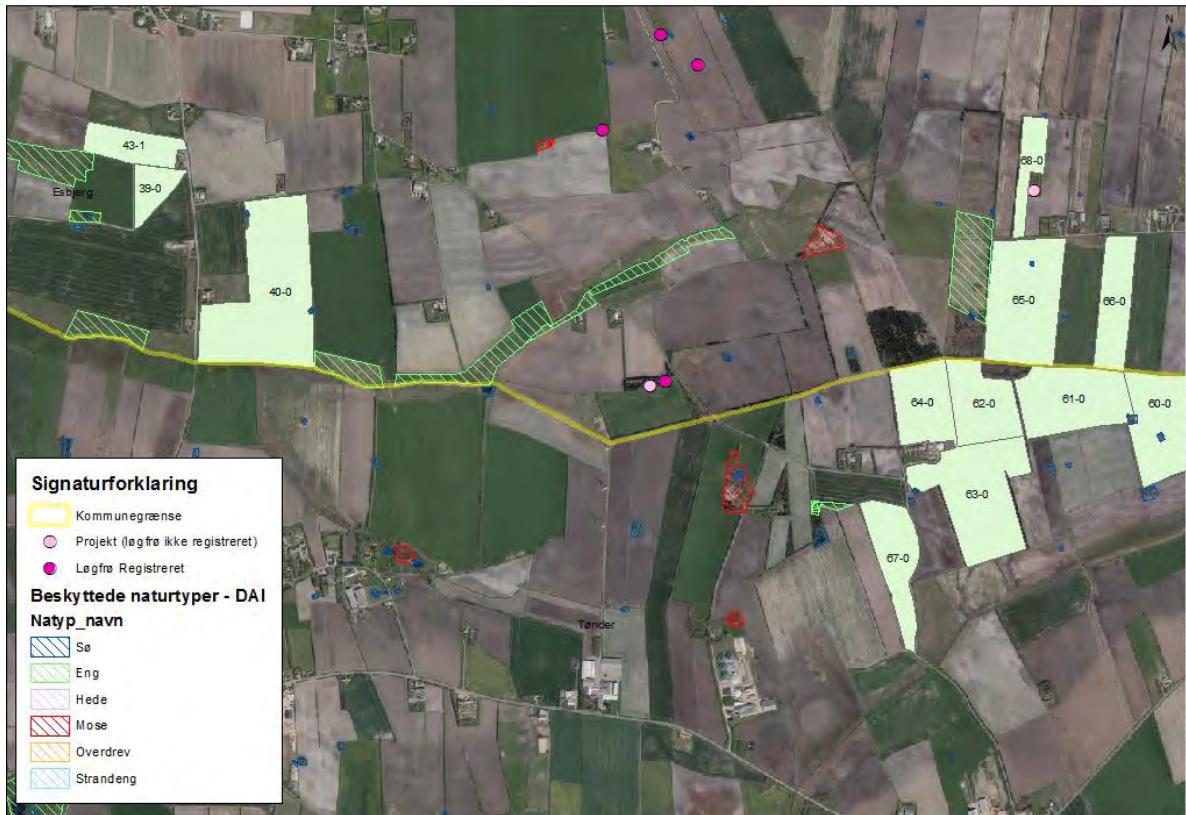 N
43-1
39-0
Esbjerg
40-0
68-0
65-0
66-0
64-0
62-0
61-0
60-0
63-0
67-0
Tønder
Signaturforklaring
Kommunegrænse
Projekt (løgfrø ikke registreret)
Løgfrø Registreret
Beskyttede naturtyper - DAI
Natyp_navn
Sø
Eng
Hede
Mose
Overdrev
Strandeng